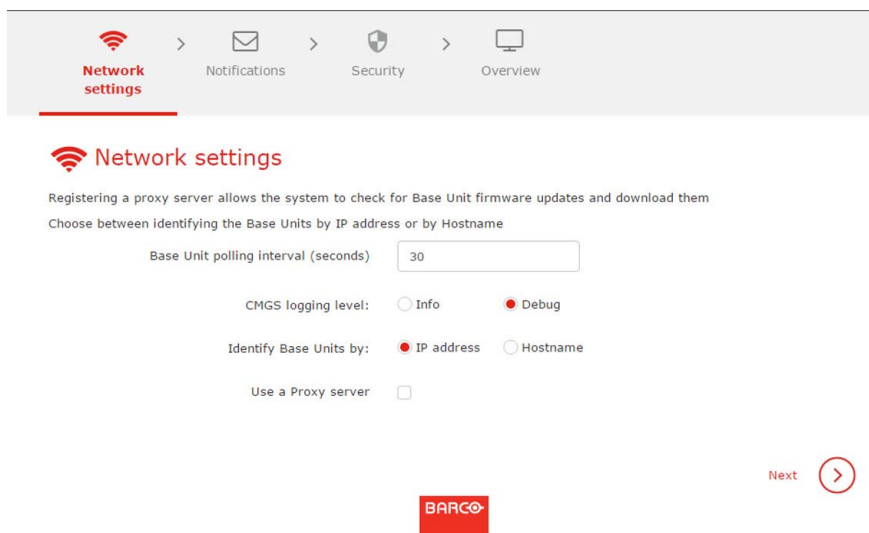 Network
settings
Notifications
Security
Overview
Network settings
Registering a proxy server allows the system to check for Base Unit firmware updates and download them
Choose between identifying the Base Units by IP address or by Hostname
Base Unit polling interval (seconds) 30
CMGS logging level: Info Debug
Identify Base Units by: IP address Hostname
Use a Proxy server
Next
BARCO